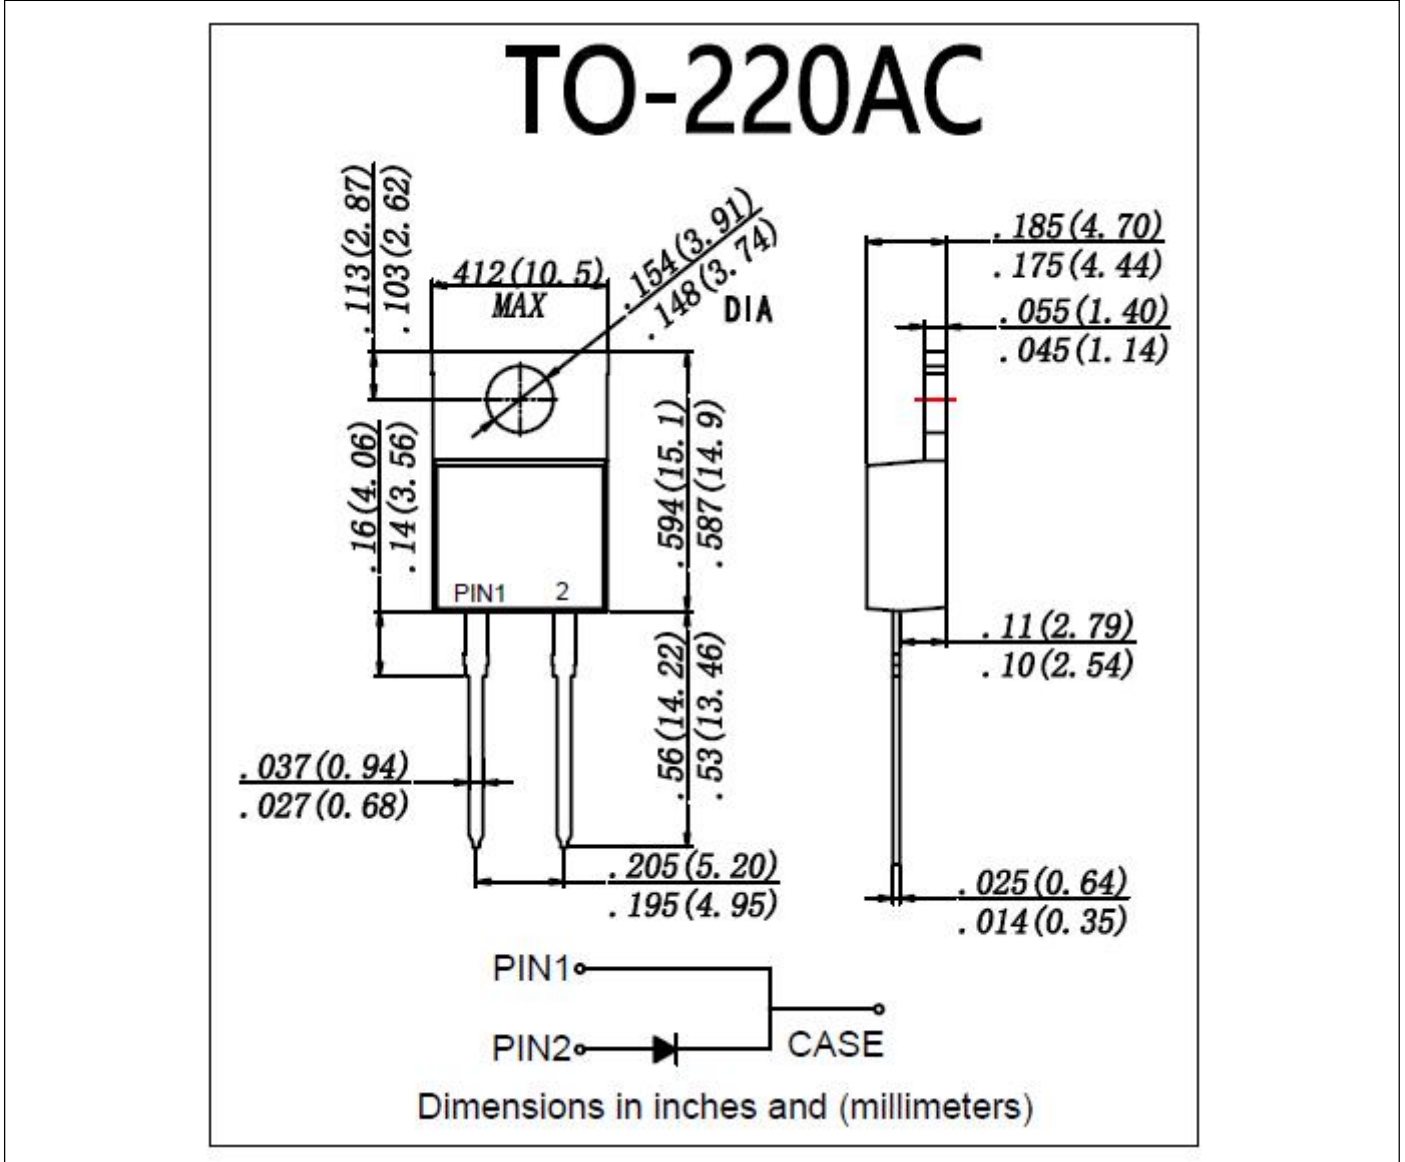 TO-220AC
.113(2.87)
.103(2.62)
.412(10.5)
MAX
.154(3.91)
.148(3.74)
DIA
.185(4.70)
.175(4.44)
.055(1.40)
.045(1.14)
.16(4.06)
.14(3.56)
.594(15.1)
.587(14.9)
PIN1 2
.11(2.79)
.10(2.54)
.56(14.22)
.53(13.46)
.037(0.94)
.027(0.68)
.205(5.20)
.195(4.95)
.025(0.64)
.014(0.35)
PIN1
PIN2
CASE
Dimensions in inches and (millimeters)